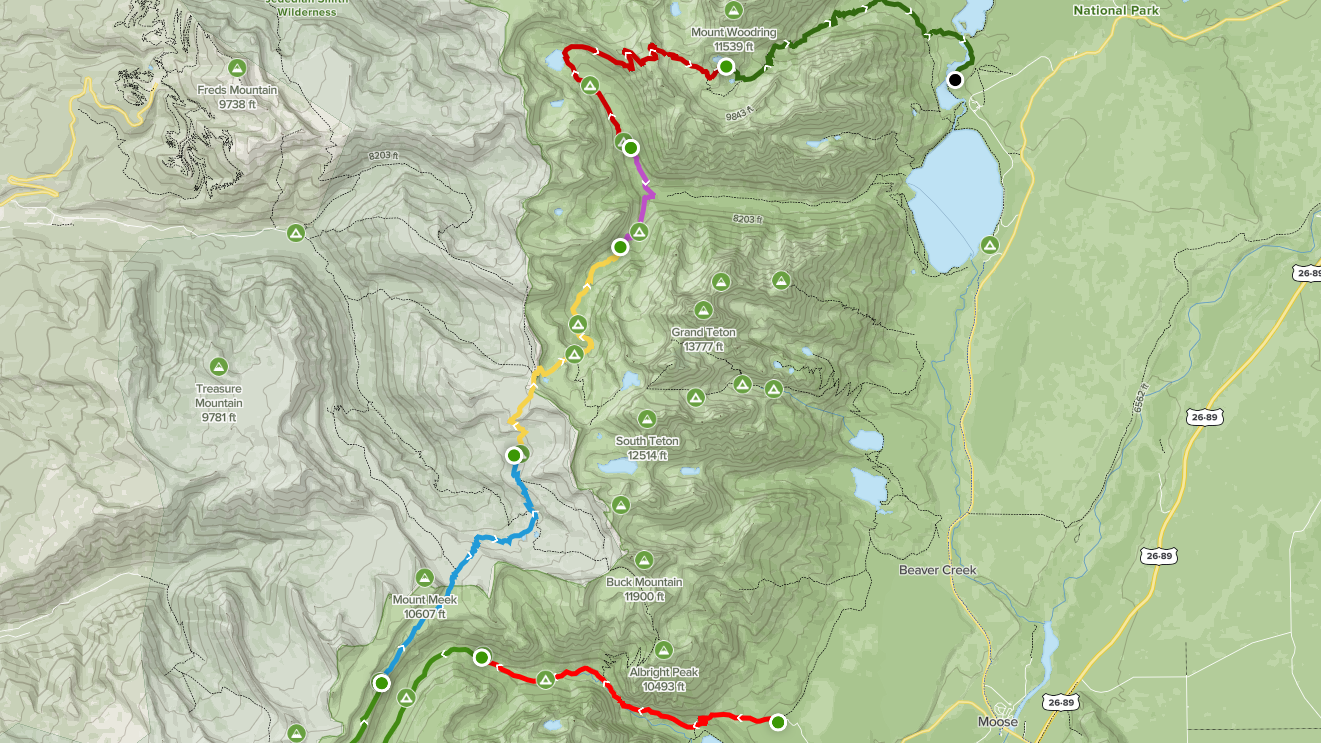 Jedediah Smith
Wilderness
National Park
Mount Woodring
11539 ft
Freds Mountain
9738 ft
9843 ft
8203 ft
8203 ft
26-89
Grand Teton
13777 ft
Treasure
Mountain
9781 ft
6562 ft
26-89
South Teton
12514 ft
26-89
Beaver Creek
Buck Mountain
11900 ft
Mount Meek
10607 ft
Albright Peak
10493 ft
26-89
Moose